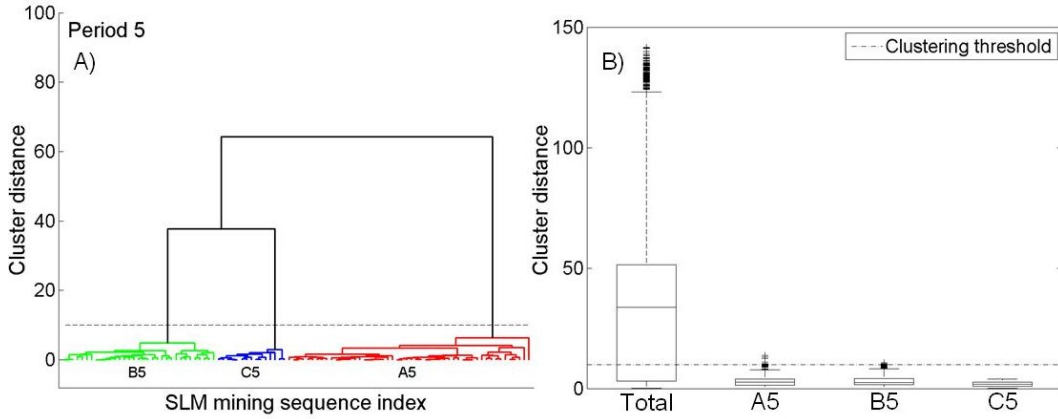 100
80
60
40
20
0
Cluster distance
Period 5
A)
B5 C5 A5
SLM mining sequence index
150
100
50
0
Cluster distance
B)
Clustering threshold
Total A5 B5 C5